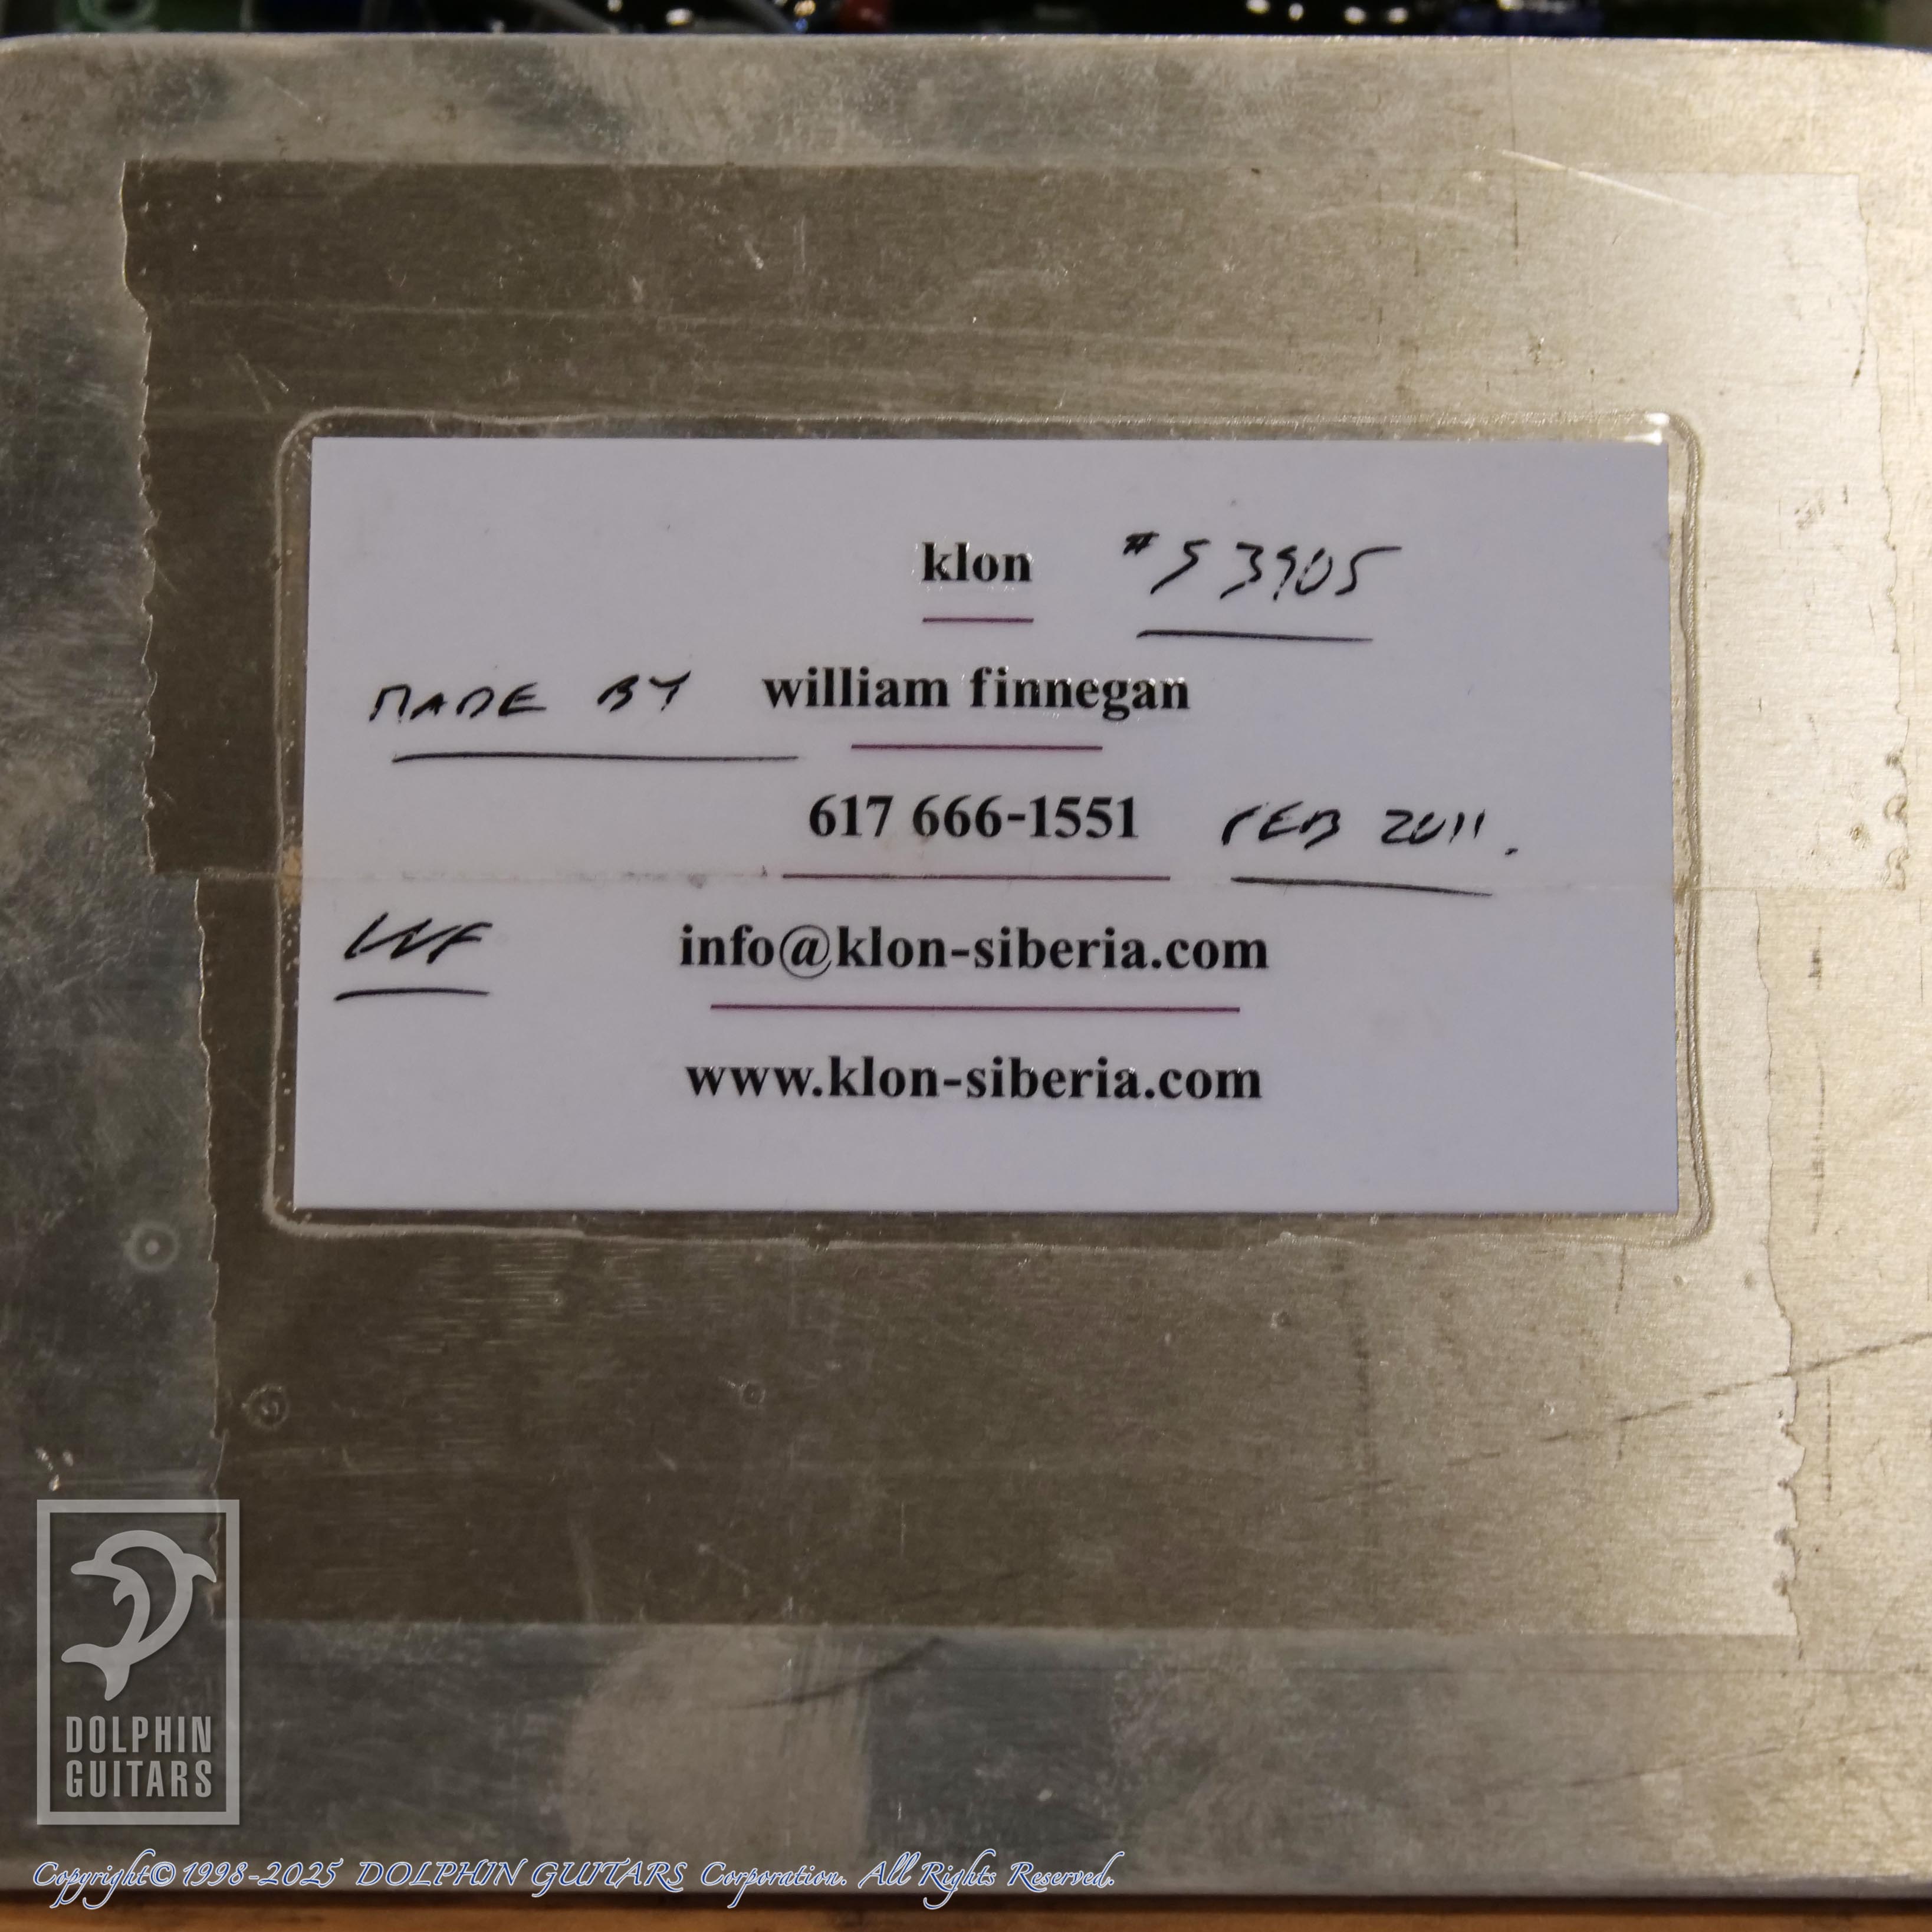 klon #S3905
MADE BY william finnegan
617 666-1551 FEB 2011.
WF info@klon-siberia.com
www.klon-siberia.com
DOLPHIN
GUITARS
Copyright© 1998-2025 DOLPHIN GUITARS Corporation. All Rights Reserved.